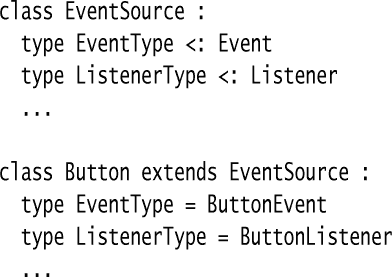 class EventSource :
  type EventType <: Event
  type ListenerType <: Listener
  ...

class Button extends EventSource :
  type EventType = ButtonEvent
  type ListenerType = ButtonListener
  ...